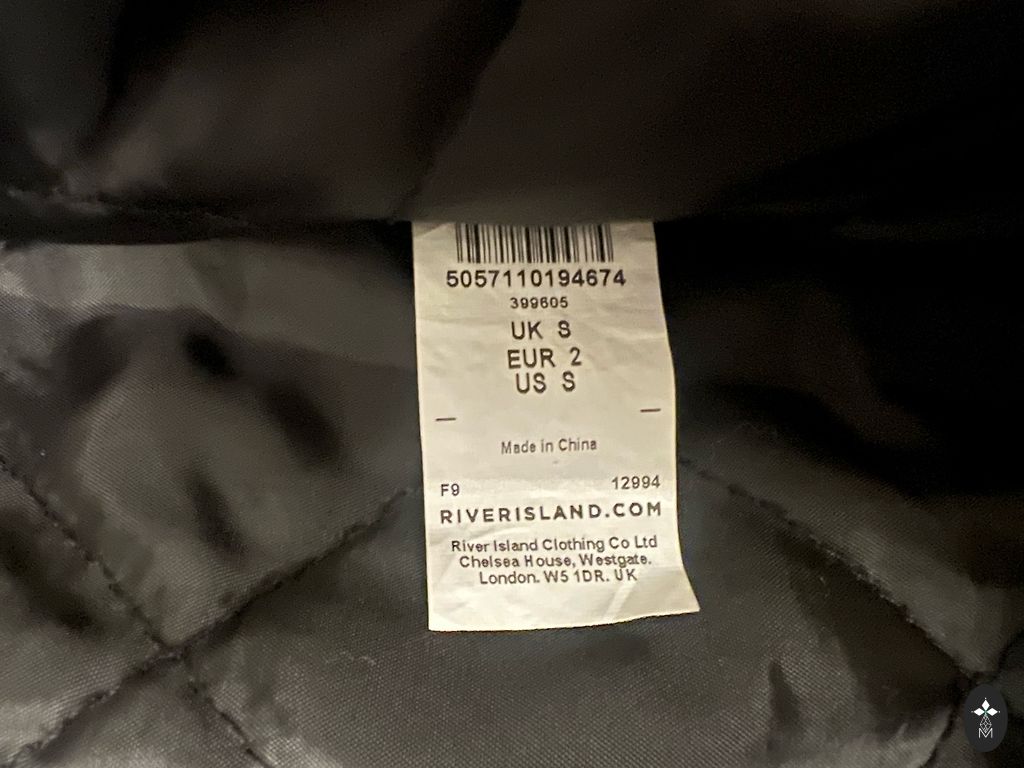 5057110194674
399605
UK S
EUR 2
US S
Made in China
F9 12994
RIVERISLAND.COM
River Island Clothing Co Ltd
Chelsea House, Westgate.
London. W5 1DR. UK
M